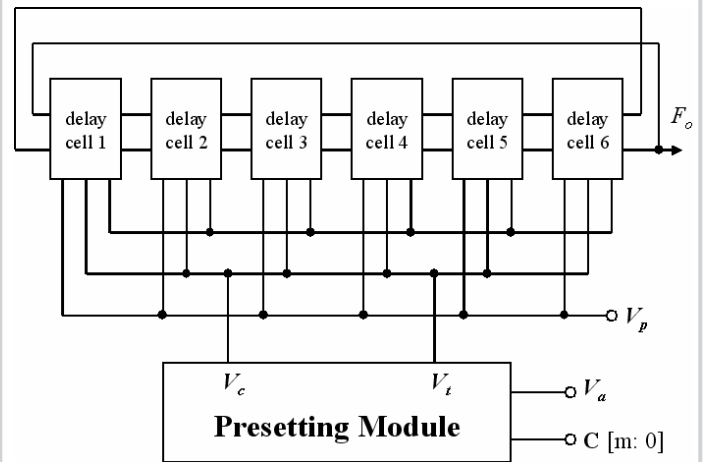 delay cell 1
delay cell 2
delay cell 3
delay cell 4
delay cell 5
delay cell 6
F_o
V_p
V_c
V_t
V_a
Presetting Module
C [m: 0]